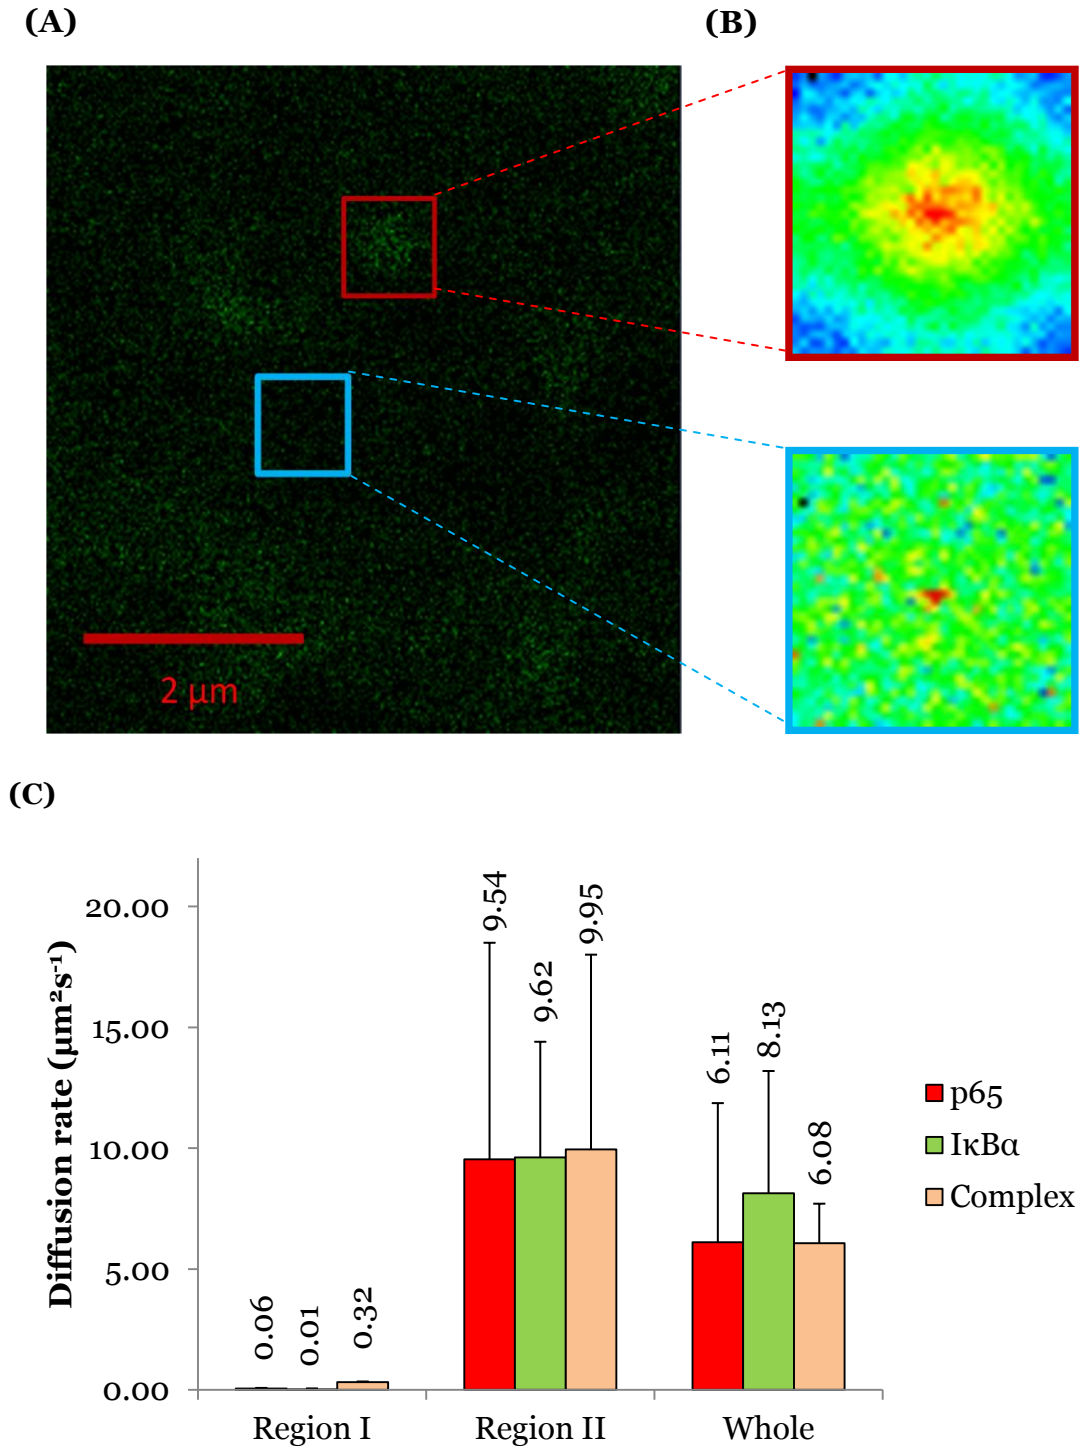 (A)
(B)
2 µm
(C)
Diffusion rate (µm²s⁻¹)
20.00
15.00
10.00
5.00
0.00
0.06
0.01
0.32
9.54
9.62
9.95
6.11
8.13
6.08
Region I
Region II
Whole
p65
IκBα
Complex